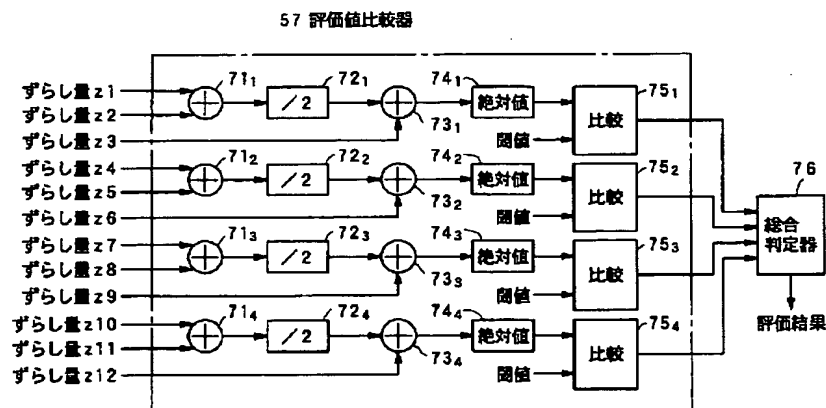 57 評価値比較器
ずらし量z1
ずらし量z2
ずらし量z3
71₁
/2
72₁
73₁
74₁
絶対値
閾値
75₁
比較
ずらし量z4
ずらし量z5
ずらし量z6
71₂
/2
72₂
73₂
74₂
絶対値
閾値
75₂
比較
ずらし量z7
ずらし量z8
ずらし量z9
71₃
/2
72₃
73₃
74₃
絶対値
閾値
75₃
比較
ずらし量z10
ずらし量z11
ずらし量z12
71₄
/2
72₄
73₄
74₄
絶対値
閾値
75₄
比較
76
総合
判定器
評価結果